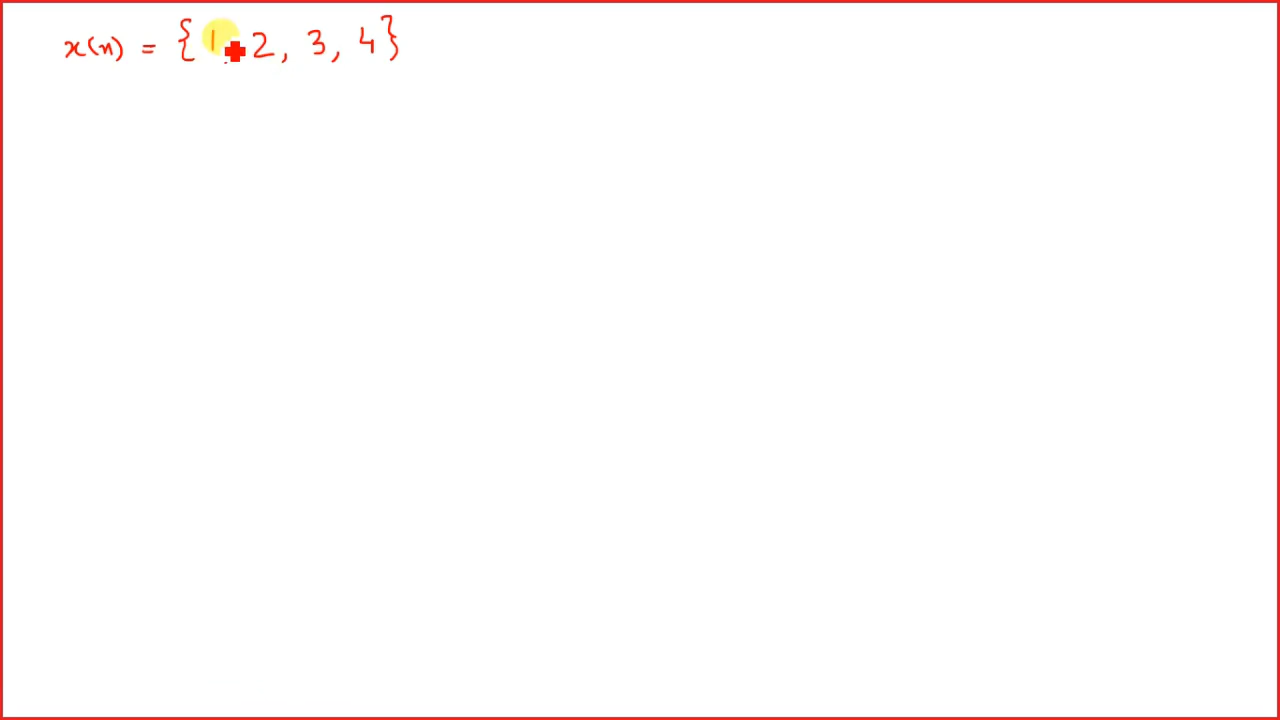 x(n) = {1, 2, 3, 4}